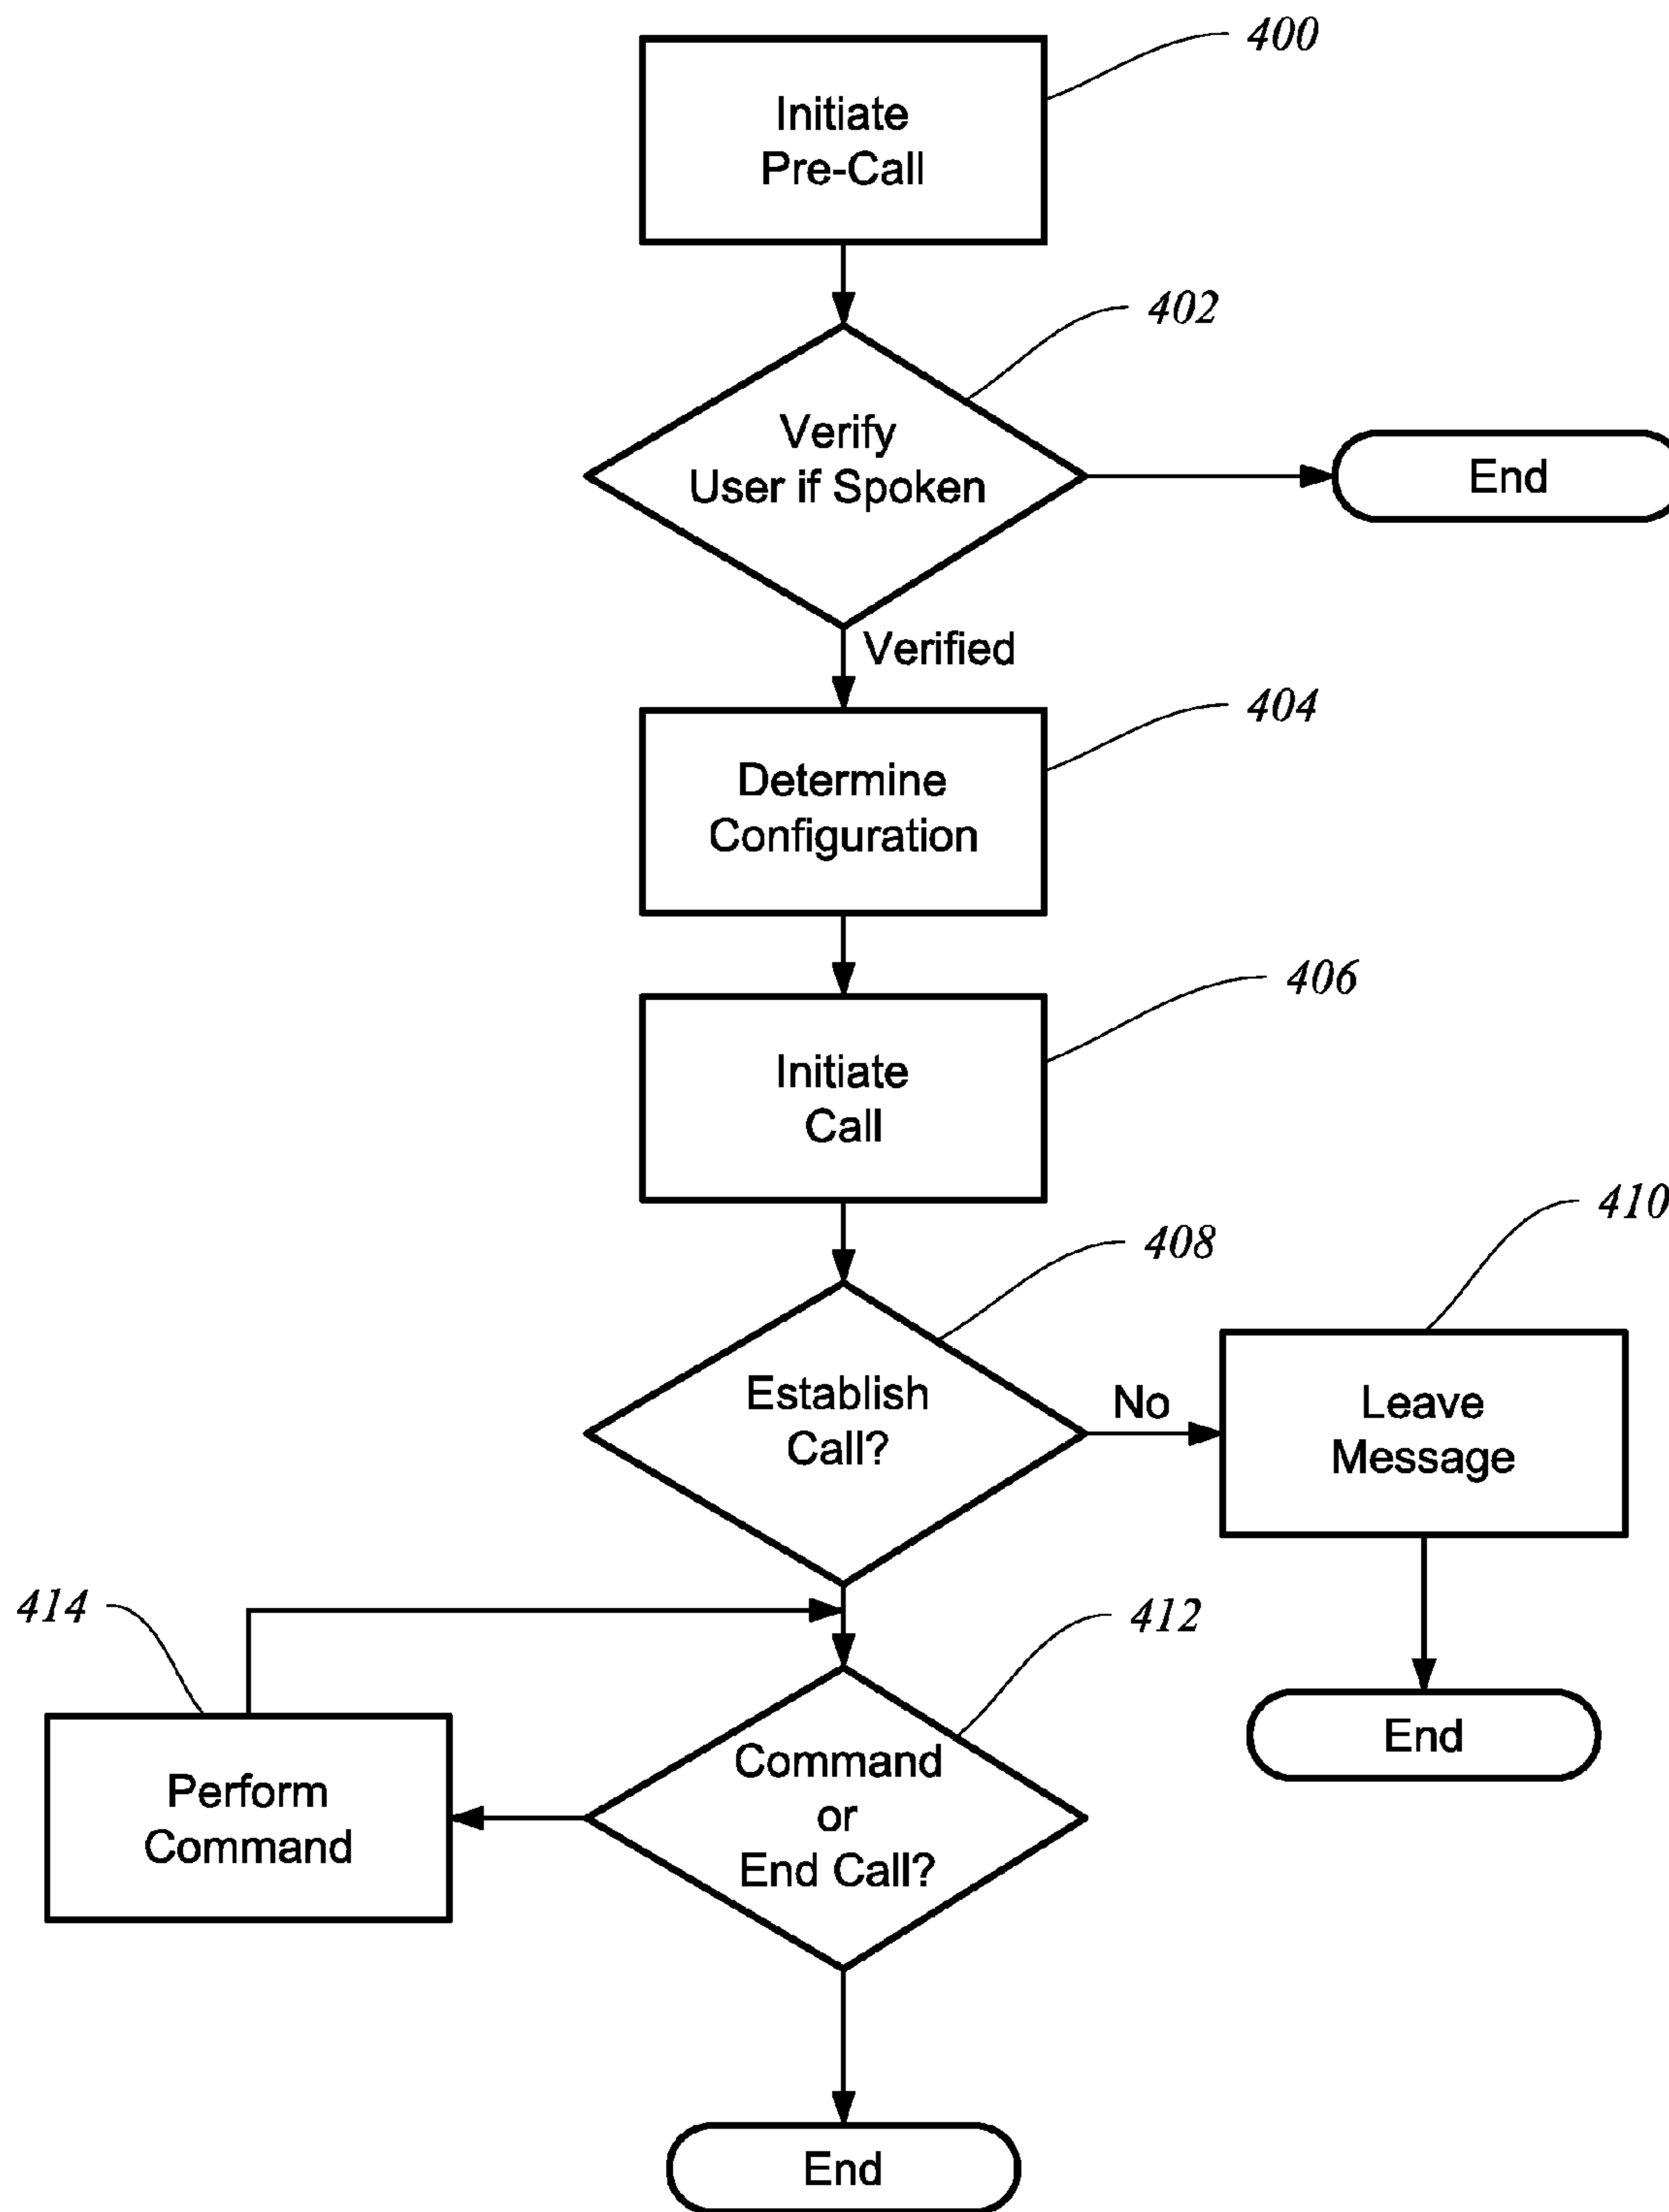 400
Initiate
Pre-Call
402
Verify
User if Spoken
End
Verified
404
Determine
Configuration
406
Initiate
Call
408
Establish
Call?
No
410
Leave
Message
End
414
Perform
Command
412
Command
or
End Call?
End